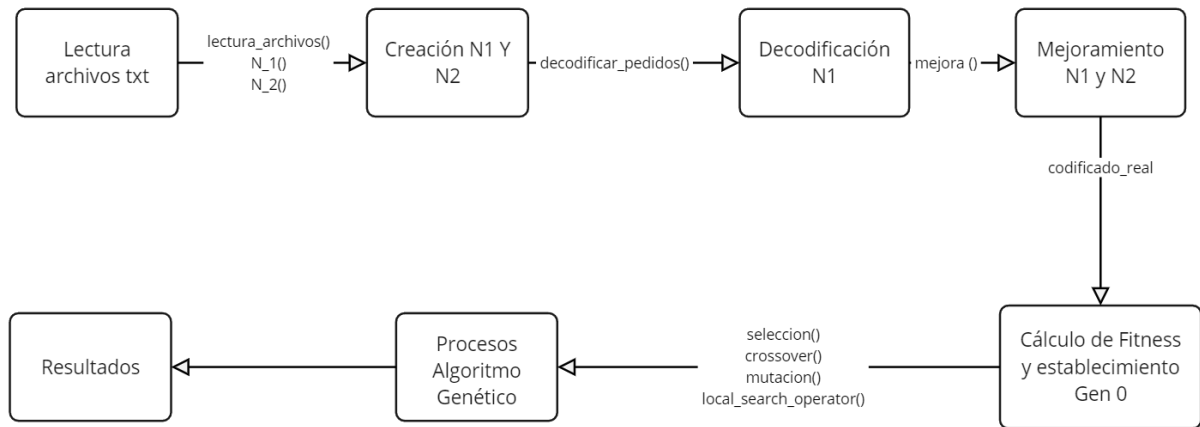 Lectura
archivos txt
lectura_archivos()
N_1()
N_2()
Creación N1 Y
N2
decodificar_pedidos()
Decodificación
N1
mejora ()
Mejoramiento
N1 y N2
codificado_real
Cálculo de Fitness
y establecimiento
Gen 0
seleccion()
crossover()
mutacion()
local_search_operator()
Procesos
Algoritmo
Genético
Resultados